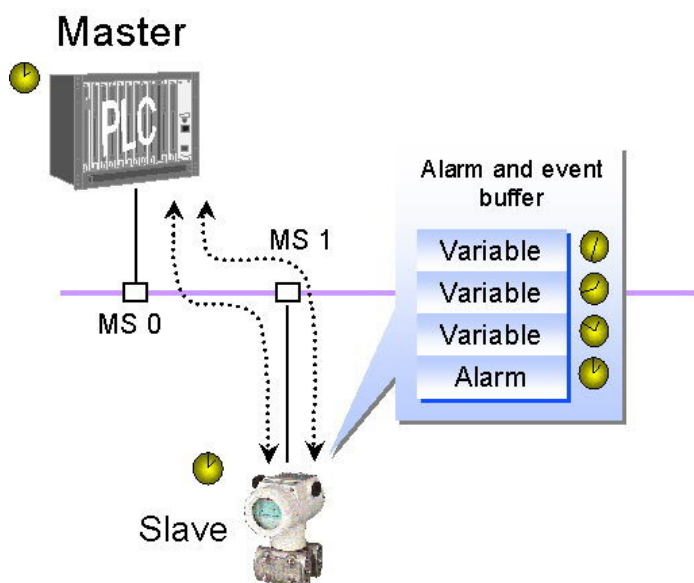 Master
PLC
MS 1
MS 0
Alarm and event
buffer
Variable
Variable
Variable
Alarm
Slave